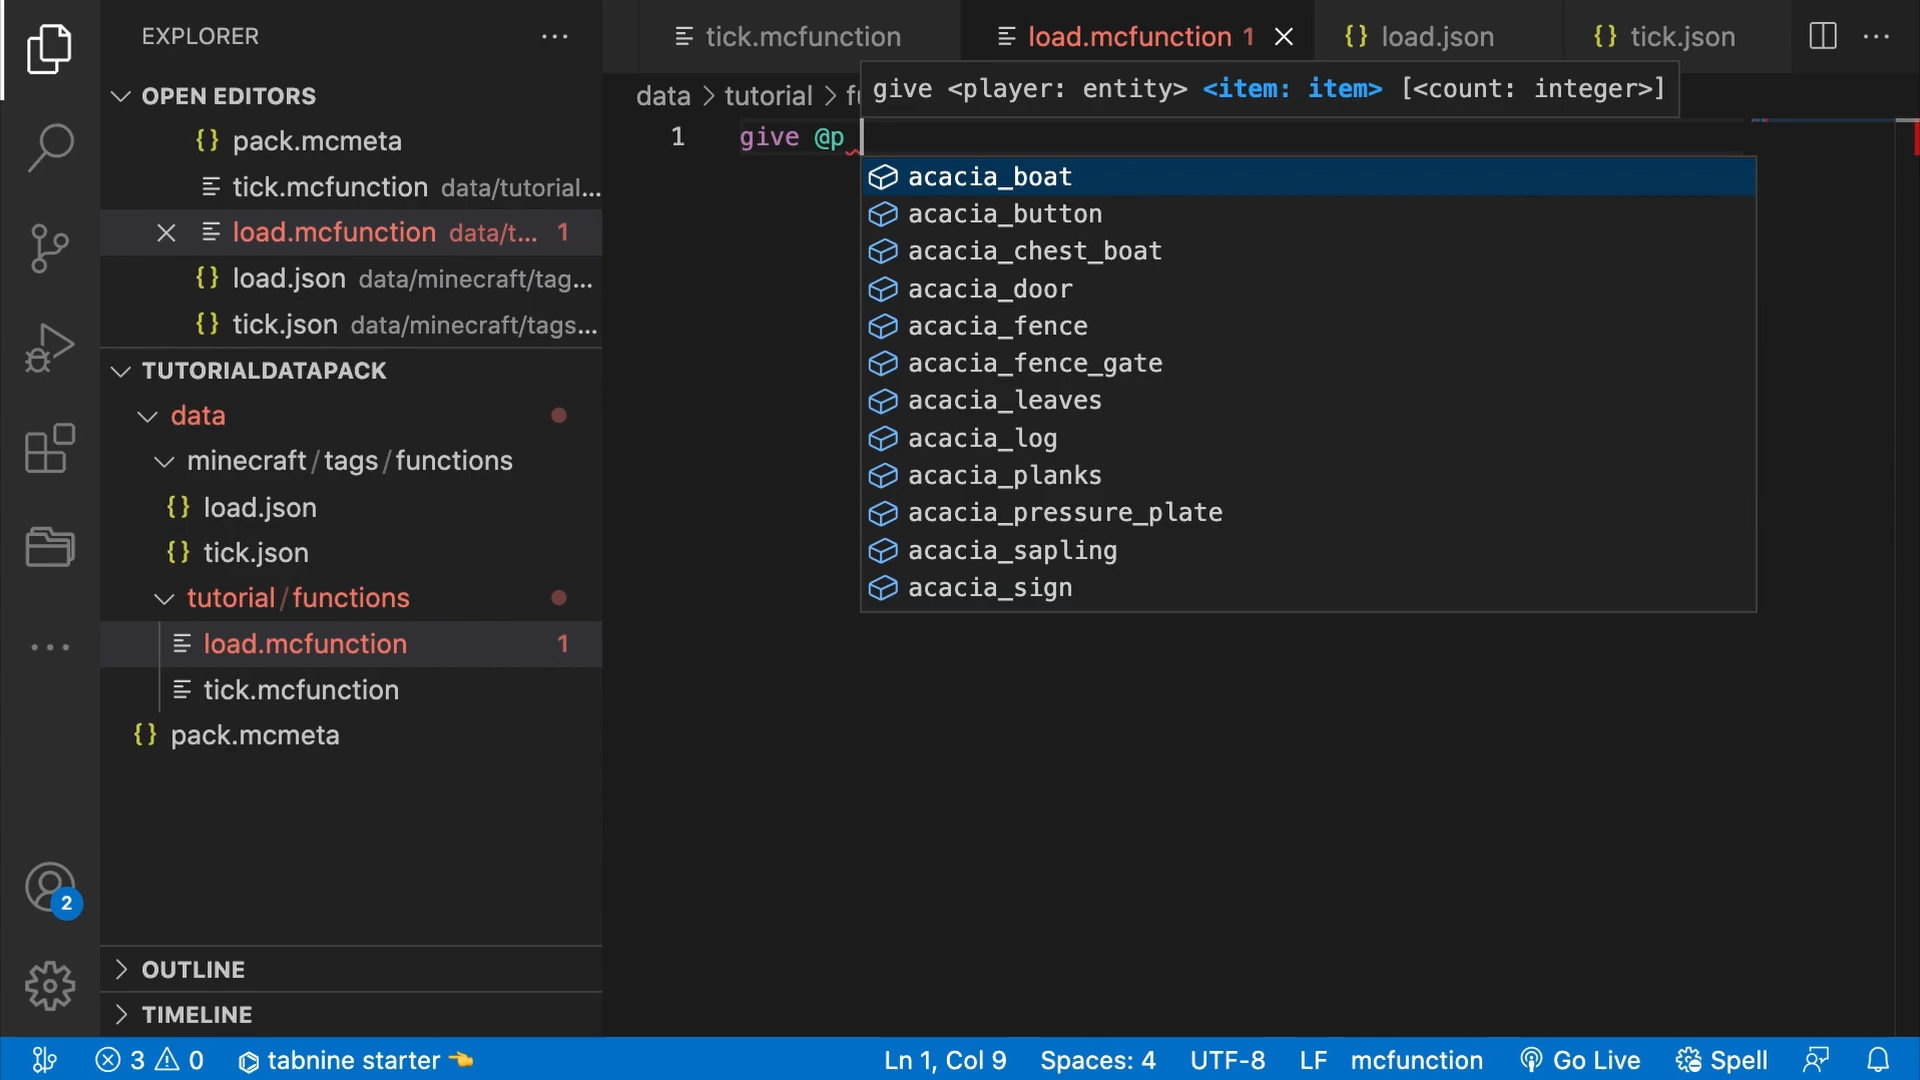 EXPLORER
OPEN EDITORS
{} pack.mcmeta
tick.mcfunction data/tutorial...
load.mcfunction data/t... 1
{} load.json data/minecraft/tag...
{} tick.json data/minecraft/tags...
TUTORIALDATAPACK
data
minecraft/tags/functions
{} load.json
{} tick.json
tutorial/functions
load.mcfunction 1
tick.mcfunction
{} pack.mcmeta
2
OUTLINE
TIMELINE
tick.mcfunction load.mcfunction 1 {} load.json {} tick.json
data > tutorial >
give <player: entity> <item: item> [<count: integer>]
1 give @p
acacia_boat
acacia_button
acacia_chest_boat
acacia_door
acacia_fence
acacia_fence_gate
acacia_leaves
acacia_log
acacia_planks
acacia_pressure_plate
acacia_sapling
acacia_sign
3 0 tabnine starter Ln 1, Col 9 Spaces: 4 UTF-8 LF mcfunction Go Live Spell